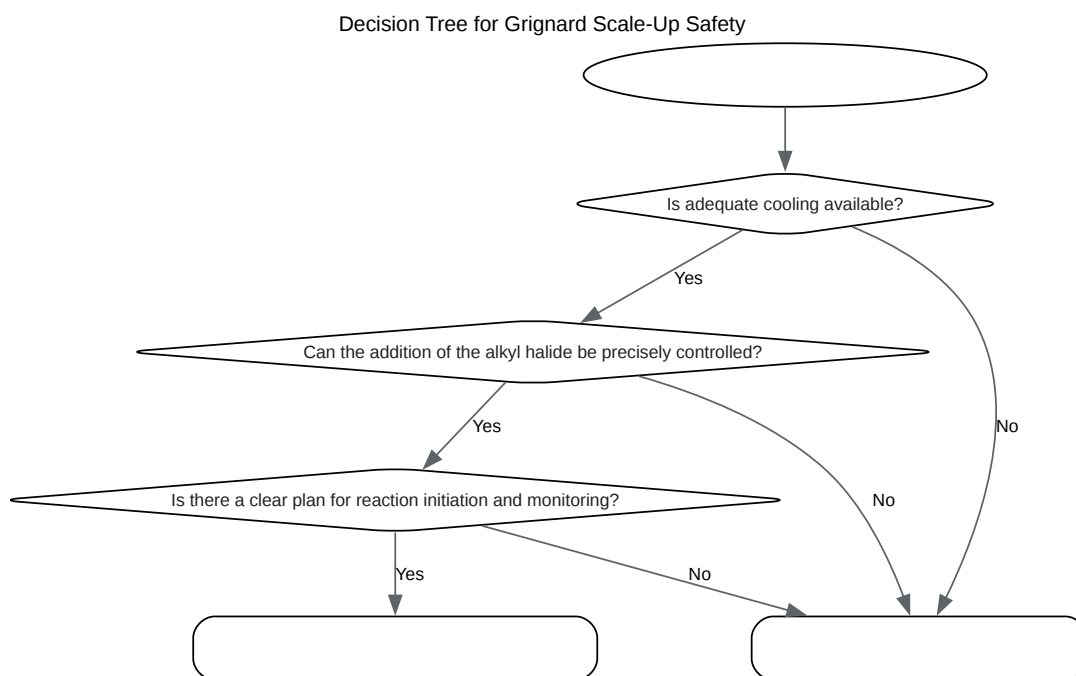 Decision Tree for Grignard Scale-Up Safety
Is adequate cooling available?
Yes
Can the addition of the alkyl halide be precisely controlled?
Yes
No
Is there a clear plan for reaction initiation and monitoring?
No
Yes
No